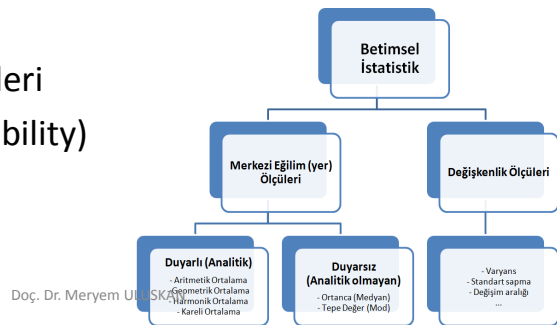 leri
bility)
Betimsel
İstatistik
Merkezi Eğilim (yer)
Ölçüleri
Değişkenlik Ölçüleri
Duyarlı (Analitik)
- Aritmetik Ortalama
- Geometrik Ortalama
- Harmonik Ortalama
- Kareli Ortalama
Duyarsız
(Analitik olmayan)
- Ortanca (Medyan)
- Tepe Değer (Mod)
- Varyans
- Standart sapma
- Değişim aralığı
...
Doç. Dr. Meryem ULUSKAN